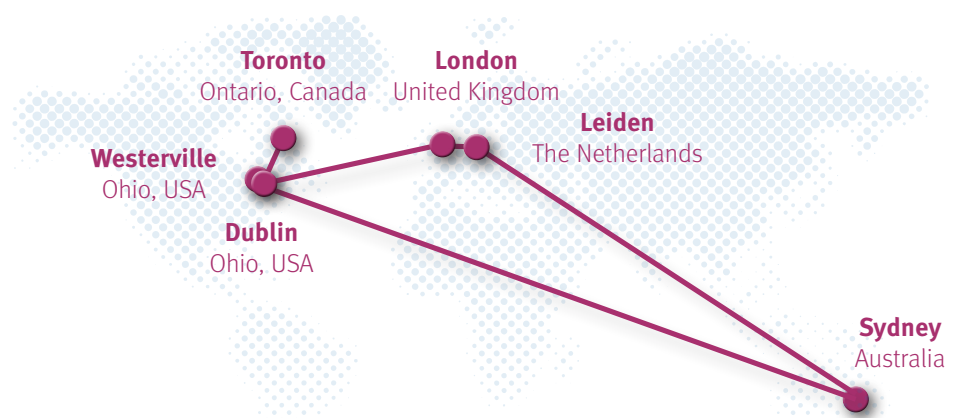 Toronto
Ontario, Canada
London
United Kingdom
Leiden
The Netherlands
Westerville
Ohio, USA
Dublin
Ohio, USA
Sydney
Australia